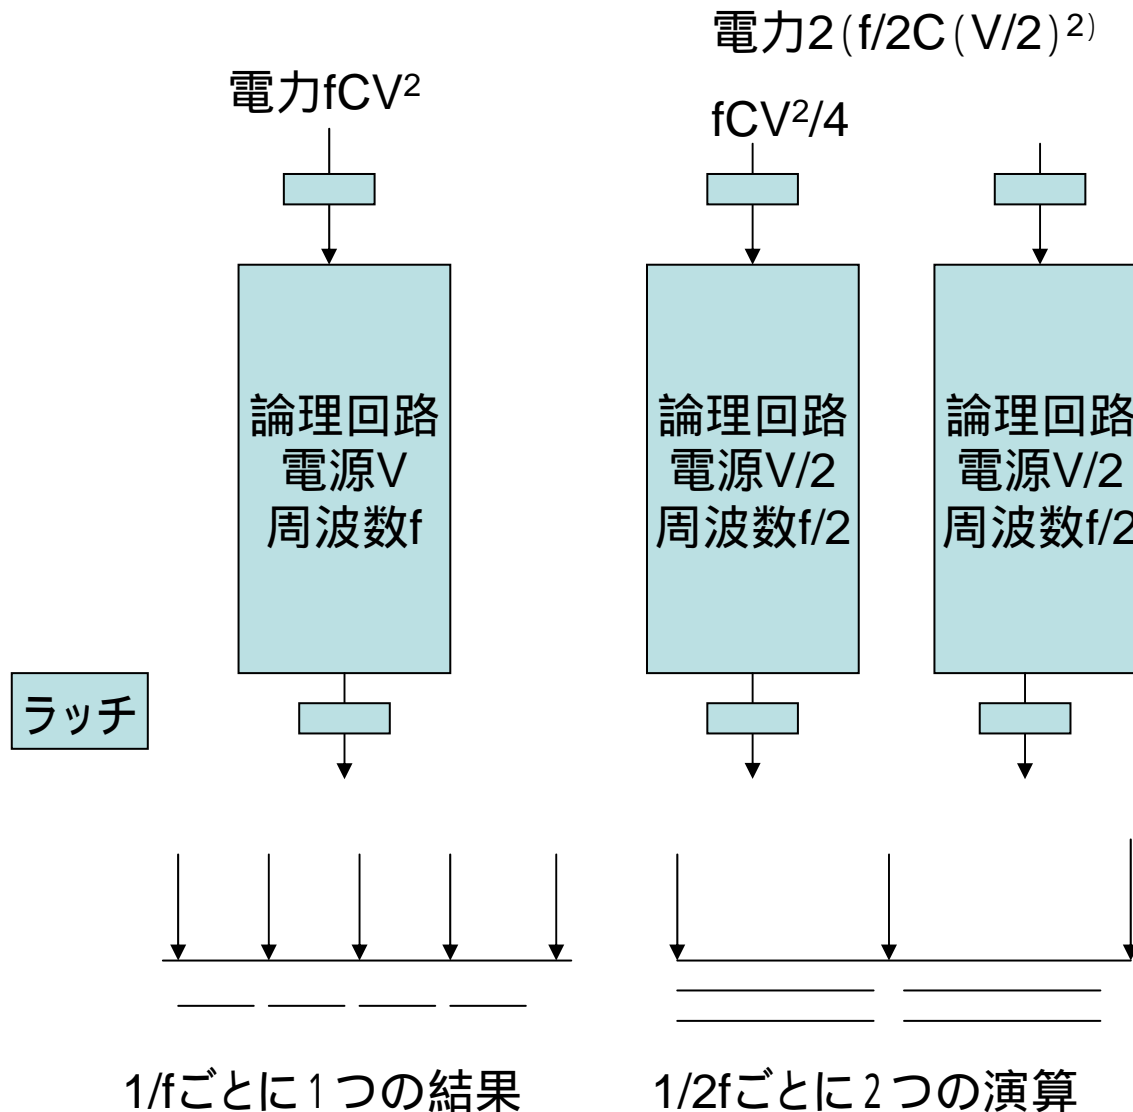 電力2(f/2C(V/2)²⁾
電力fCV²
fCV²/4
論理回路
電源V
周波数f
論理回路
電源V/2
周波数f/2
論理回路
電源V/2
周波数f/2
ラッチ
1/fごとに1つの結果
1/2fごとに2つの演算